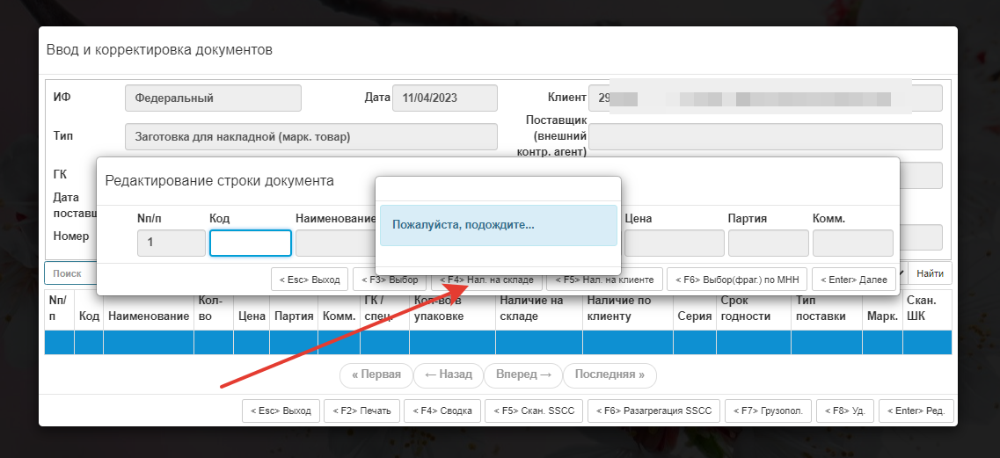 Ввод и корректировка документов
ИФ Федеральный Дата 11/04/2023 Клиент 29
Тип Заготовка для накладной (марк. товар) Поставщик
(внешний
контр. агент)
ГК
Дата
поставщ
Номер
Редактирование строки документа
Nп/п Код Наименование Цена Партия Комм.
1
Пожалуйста, подождите...
< Esc> Выход < F3> Выбор < F4> Нал. на складе < F5> Нал. на клиенте < F6> Выбор(фраг.) по МНН < Enter> Далее
Поиск Найти
Nп/
п Код Наименование Кол-
во Цена Партия Комм. ГК /
спец. Кол-во в
упаковке Наличие на
складе Наличие по
клиенту Серия Срок
годности Тип
поставки Марк. Скан.
ШК
« Первая ← Назад Вперед → Последняя »
< Esc> Выход < F2> Печать < F4> Сводка < F5> Скан. SSCC < F6> Разагрегация SSCC < F7> Грузопол. < F8> Уд. < Enter> Ред.